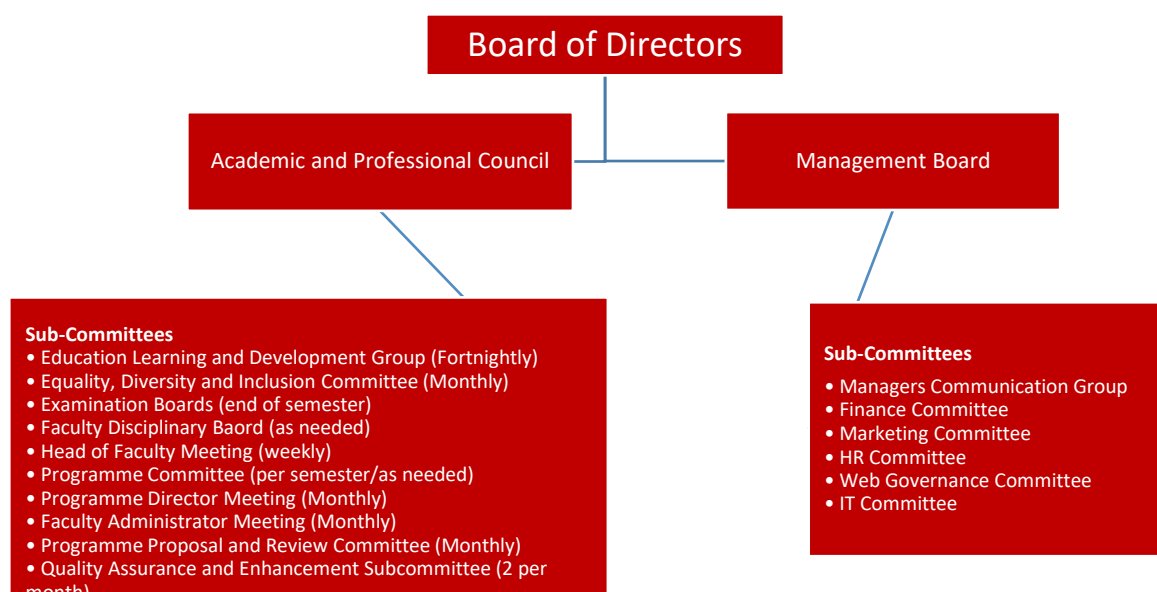 Board of Directors
Academic and Professional Council
Management Board
Sub-Committees
• Education Learning and Development Group (Fortnightly)
• Equality, Diversity and Inclusion Committee (Monthly)
• Examination Boards (end of semester)
• Faculty Disciplinary Baord (as needed)
• Head of Faculty Meeting (weekly)
• Programme Committee (per semester/as needed)
• Programme Director Meeting (Monthly)
• Faculty Administrator Meeting (Monthly)
• Programme Proposal and Review Committee (Monthly)
• Quality Assurance and Enhancement Subcommittee (2 per
month)
Sub-Committees
• Managers Communication Group
• Finance Committee
• Marketing Committee
• HR Committee
• Web Governance Committee
• IT Committee